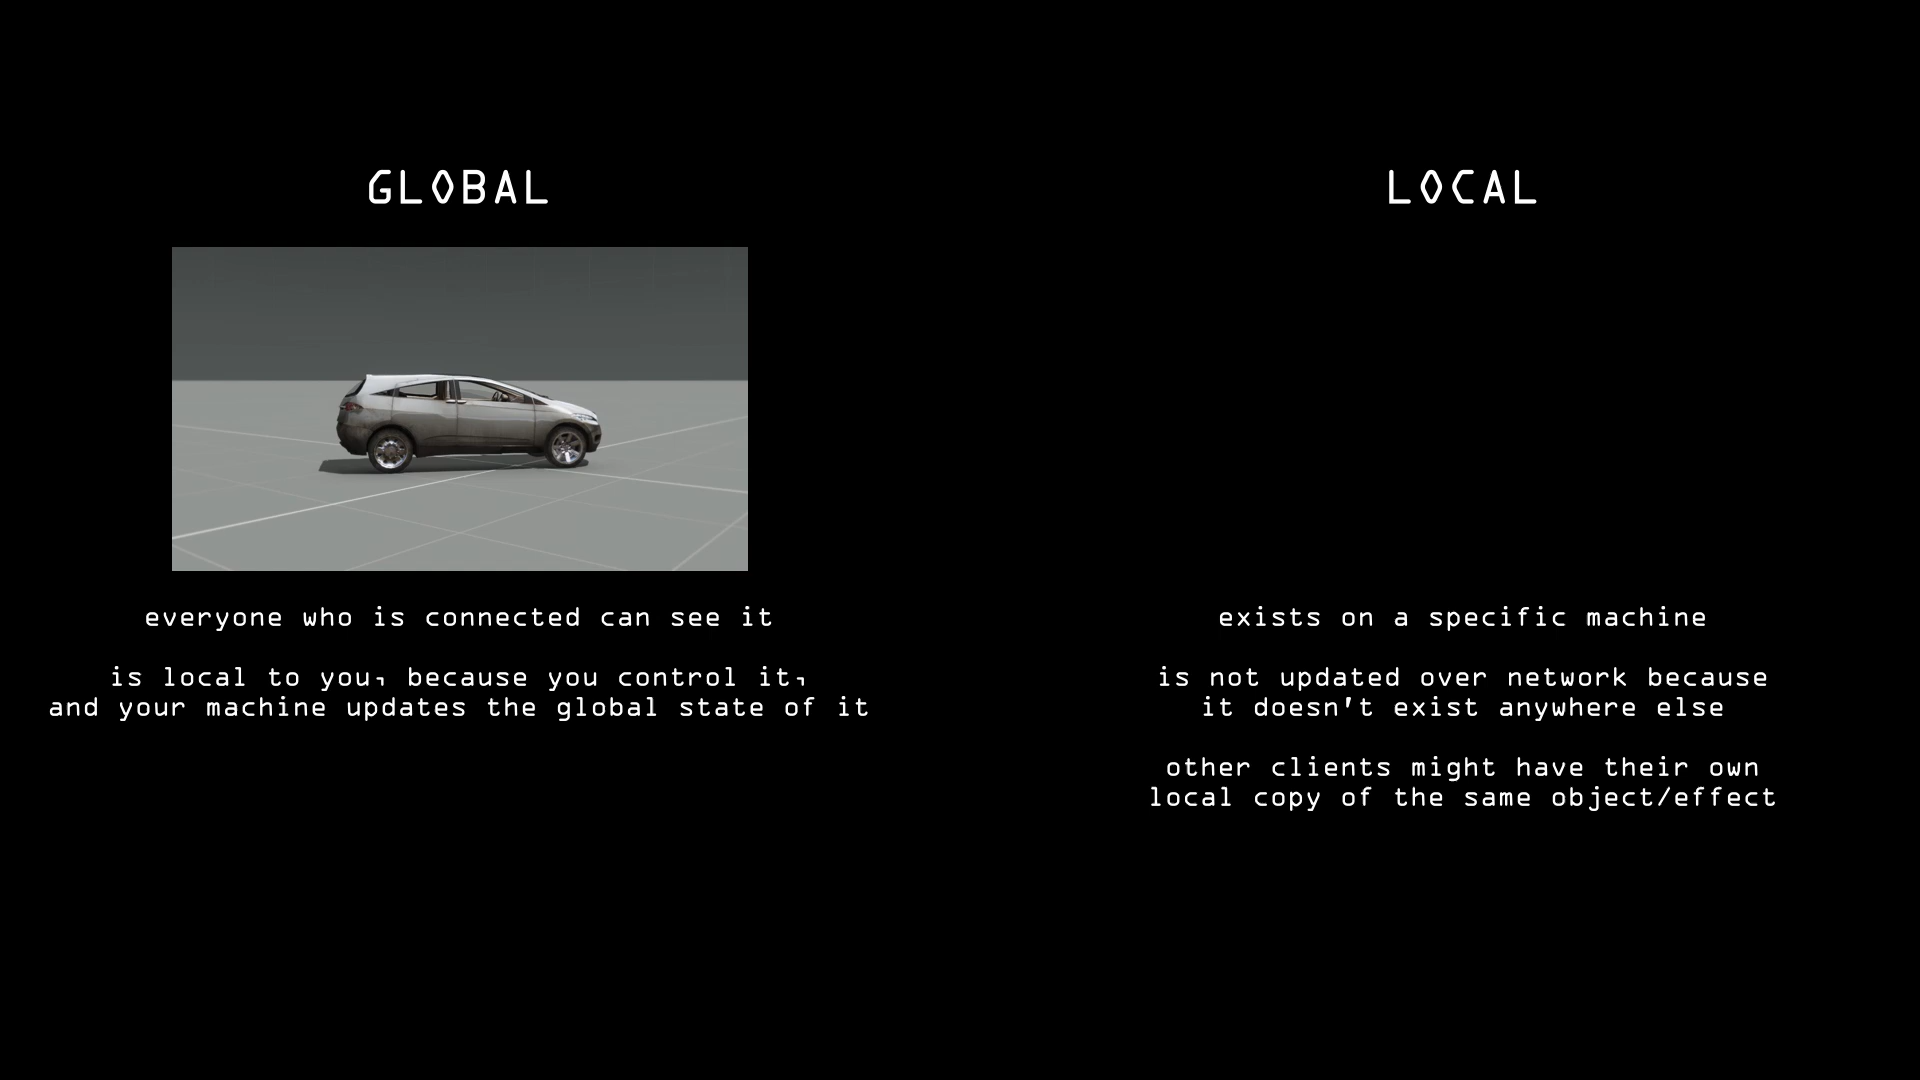 GLOBAL
everyone who is connected can see it
is local to you, because you control it,
and your machine updates the global state of it
LOCAL
exists on a specific machine
is not updated over network because
it doesn't exist anywhere else
other clients might have their own
local copy of the same object/effect